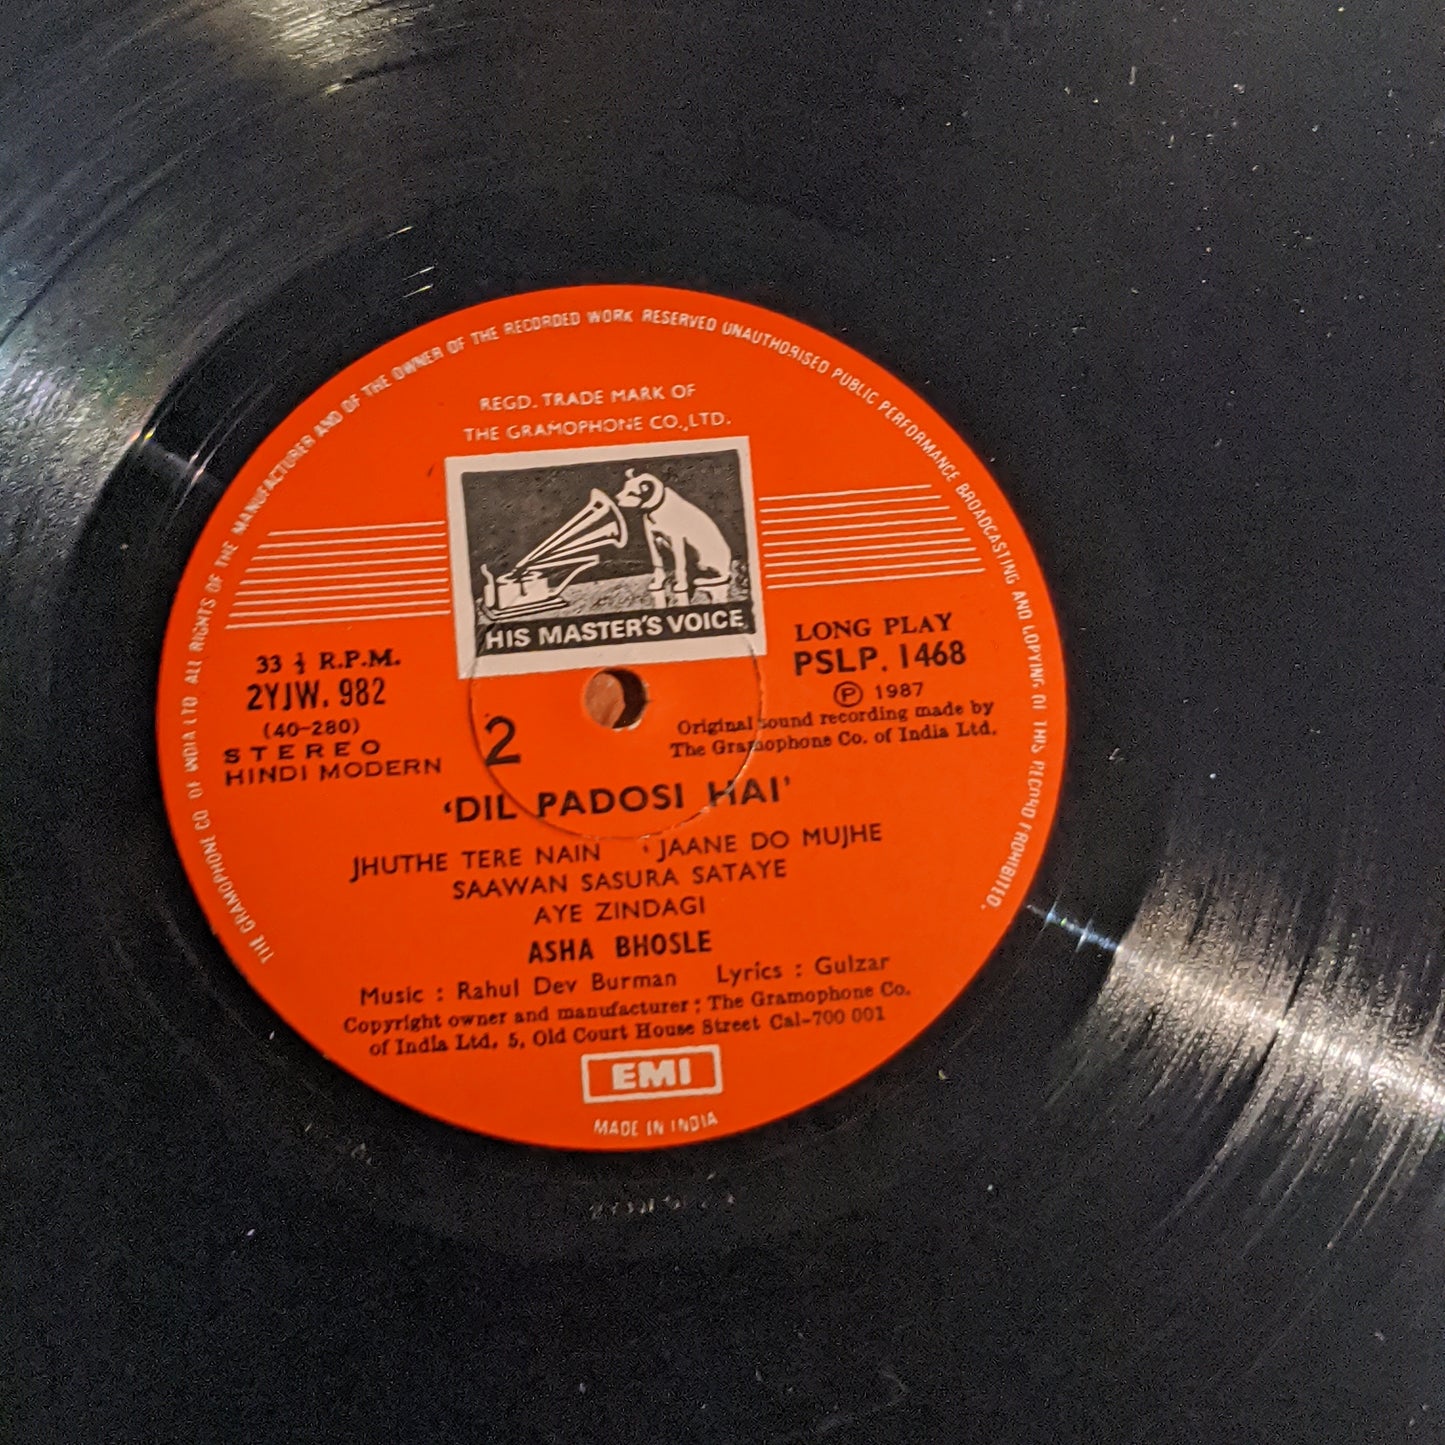 THE GRAMOPHONE CO OF INDIA LTD ALL RIGHTS OF THE MANUFACTURER AND OF THE OWNER OF THE RECORDED WORK RESERVED UNAUTHORISED PUBLIC PERFORMANCE BROADCASTING AND COPYING OF THIS RECORD PROHIBITED.
REGD. TRADE MARK OF
THE GRAMOPHONE CO., LTD.
HIS MASTER'S VOICE
33 ⅓ R.P.M.
2YJW. 982
(40-280)
STEREO
HINDI MODERN
2
LONG PLAY
PSLP. 1468
Ⓟ 1987
Original sound recording made by
The Gramophone Co. of India Ltd.
‘DIL PADOSI HAI’
JHUTHE TERE NAIN · JAANE DO MUJHE
SAAWAN SASURA SATAYE
AYE ZINDAGI
ASHA BHOSLE
Music : Rahul Dev Burman Lyrics : Gulzar
Copyright owner and manufacturer : The Gramophone Co.
of India Ltd. 5, Old Court House Street Cal-700 001
EMI
MADE IN INDIA